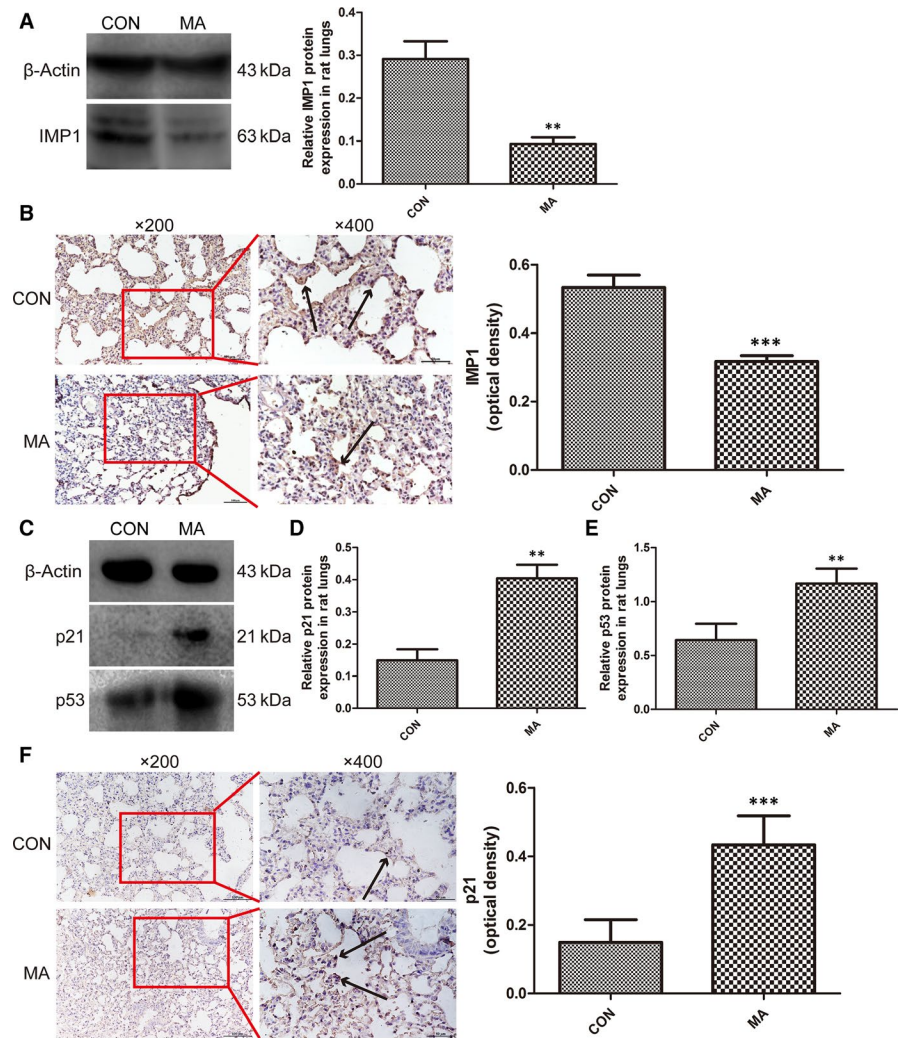 A
CON MA
β-Actin 43 kDa
IMP1 63 kDa
Relative IMP1 protein
expression in rat lungs
0.4
0.3
0.2
0.1
0.0
**
CON MA
B
×200 ×400
CON
MA
IMP1
(optical density)
0.6
0.4
0.2
0.0
***
CON MA
C
CON MA
β-Actin 43 kDa
p21 21 kDa
p53 53 kDa
D
Relative p21 protein
expression in rat lungs
0.5
0.4
0.3
0.2
0.1
0.0
**
CON MA
E
Relative p53 protein
expression in rat lungs
1.5
1.0
0.5
0.0
**
CON MA
F
×200 ×400
CON
MA
p21
(optical density)
0.6
0.4
0.2
0.0
***
CON MA